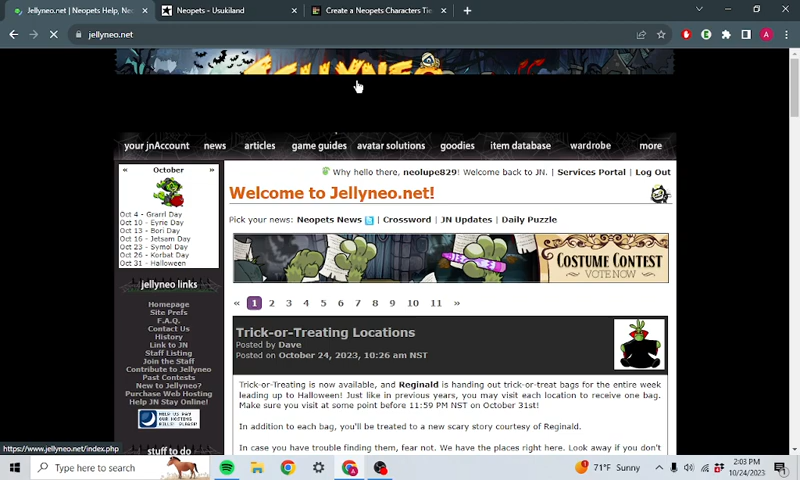 Jellyneo.net | Neopets Help, Ne
Neopets - Usukiland
Create a Neopets Characters Tie
jellyneo.net
JELLYNEO
your jnAccount
news
articles
game guides
avatar solutions
goodies
item database
wardrobe
more
« October »
Oct 4 - Grarrl Day
Oct 10 - Eyrie Day
Oct 13 - Bori Day
Oct 16 - Jetsam Day
Oct 23 - Symol Day
Oct 26 - Korbat Day
Oct 31 - Halloween
jellyneo links
Homepage
Site Prefs
F.A.Q.
Contact Us
History
Link to JN
Staff Listing
Join the Staff
Contribute to Jellyneo
Past Contests
New to Jellyneo?
Purchase Web Hosting
Help JN Stay Online!
HELP US PAY
OUR HOSTING
BILLS, PLEASE!
stuff to do
Why hello there, neolupe829! Welcome back to JN. | Services Portal | Log Out
Welcome to Jellyneo.net!
Pick your news: Neopets News | Crossword | JN Updates | Daily Puzzle
COSTUME CONTEST
VOTE NOW
« 1 2 3 4 5 6 7 8 9 10 11 »
Trick-or-Treating Locations
Posted by Dave
Posted on October 24, 2023, 10:26 am NST
Trick-or-Treating is now available, and Reginald is handing out trick-or-treat bags for the entire week
leading up to Halloween! Just like in previous years, you may visit each location to receive one bag.
Make sure you visit at some point before 11:59 PM NST on October 31st!
In addition to each bag, you'll be treated to a new scary story courtesy of Reginald.
In case you have trouble finding them, fear not. We have the places right here. Look away if you don't
https://www.jellyneo.net/index.php
Type here to search
71°F Sunny
2:03 PM
10/24/2023